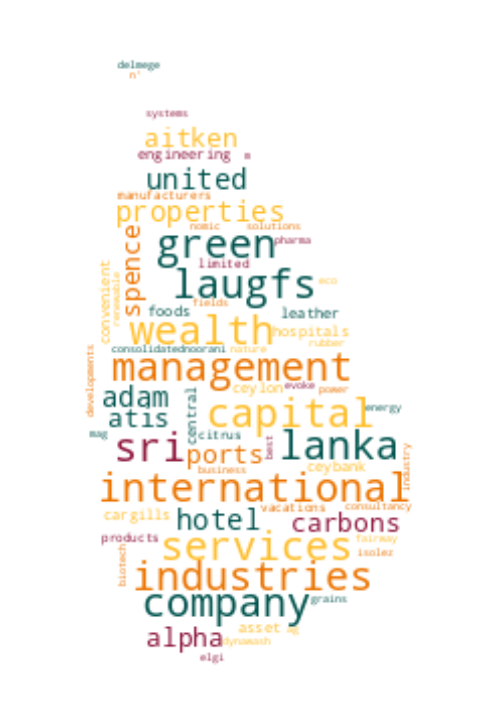 delmege
n'
systems
aitken
engineering m
united
manufacturers
properties
nomic solutions
spence
green
pharma
limited
laugfs
eco
convenient
renewable
fields
foods
leather
wealth
hospitals
rubber
consolidated
noorani
nature
management
developments
ceylon
evoke
power
adam
central
capital
energy
atis
mag
citrus
sri
ports
best
lanka
business
ceybank
industry
international
cargills
hotel
vacations
consultancy
carbons
products
services
fairway
isolez
biotech
industries
company
grains
alpha
asset ag
dynawash
elgi